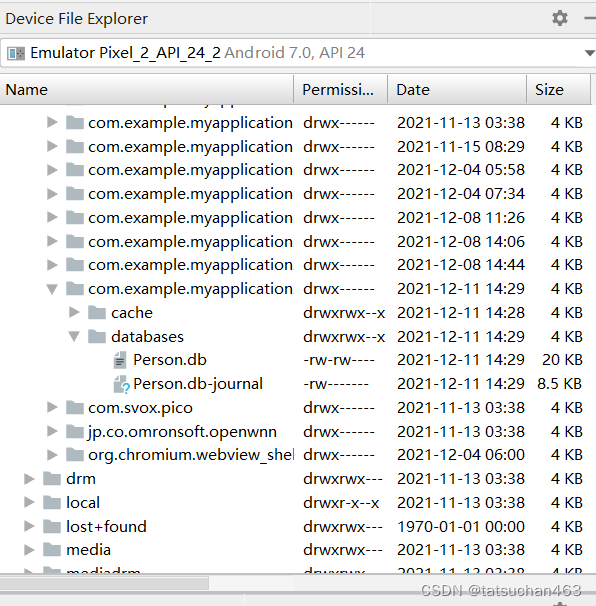 Device File Explorer
Emulator Pixel_2_API_24_2 Android 7.0, API 24
Name Permissi... Date Size
com.example.myapplication drwx------ 2021-11-13 03:38 4 KB
com.example.myapplication drwx------ 2021-11-15 08:29 4 KB
com.example.myapplication drwx------ 2021-12-04 05:58 4 KB
com.example.myapplication drwx------ 2021-12-04 07:34 4 KB
com.example.myapplication drwx------ 2021-12-08 11:26 4 KB
com.example.myapplication drwx------ 2021-12-08 14:06 4 KB
com.example.myapplication drwx------ 2021-12-08 14:44 4 KB
com.example.myapplication drwx------ 2021-12-11 14:29 4 KB
cache drwxrwx--x 2021-12-11 14:28 4 KB
databases drwxrwx--x 2021-12-11 14:29 4 KB
Person.db -rw-rw---- 2021-12-11 14:29 20 KB
Person.db-journal -rw------- 2021-12-11 14:29 8.5 KB
com.svox.pico drwx------ 2021-11-13 03:38 4 KB
jp.co.omronsoft.openwnn drwx------ 2021-11-13 03:38 4 KB
org.chromium.webview_shel drwx------ 2021-12-04 06:00 4 KB
drm drwxrwx--- 2021-11-13 03:38 4 KB
local drwxr-x--x 2021-11-13 03:38 4 KB
lost+found drwxrwx--- 1970-01-01 00:00 4 KB
media drwxrwx--- 2021-11-13 03:38 4 KB
mediadrm drwxrwx--- 2021-11-13 03:38 4 KB
CSDN @tatsuchan463